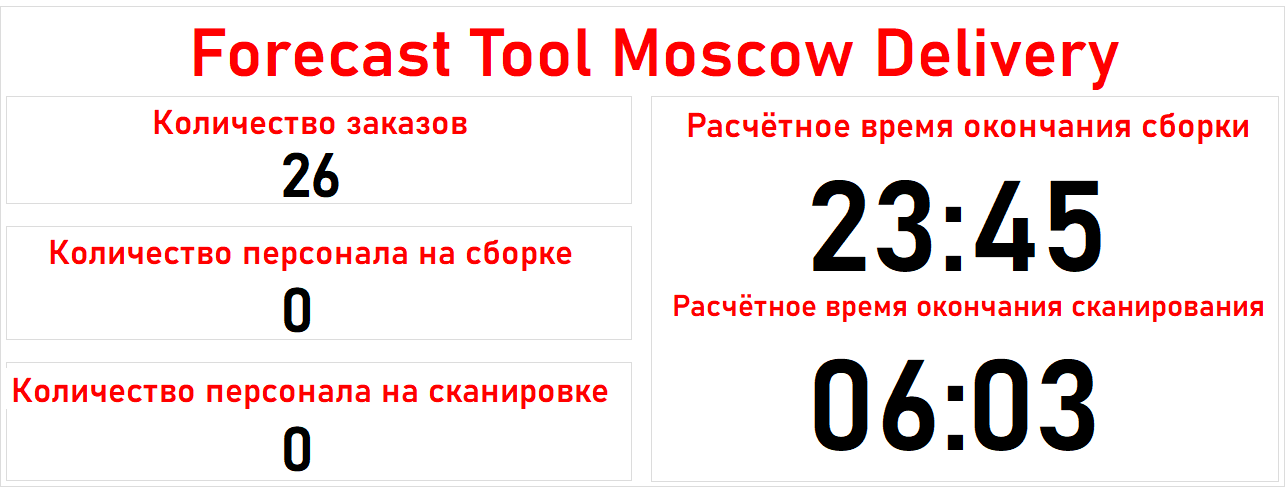 Forecast Tool Moscow Delivery
Количество заказов
26
Количество персонала на сборке
0
Количество персонала на сканировке
0
Расчётное время окончания сборки
23:45
Расчётное время окончания сканирования
06:03